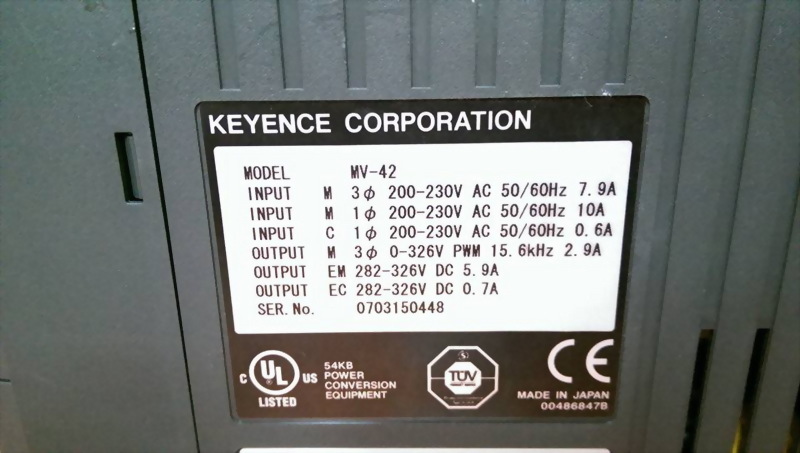 KEYENCE CORPORATION
MODEL MV-42
INPUT M 3φ 200-230V AC 50/60Hz 7.9A
INPUT M 1φ 200-230V AC 50/60Hz 10A
INPUT C 1φ 200-230V AC 50/60Hz 0.6A
OUTPUT M 3φ 0-326V PWM 15.6kHz 2.9A
OUTPUT EM 282-326V DC 5.9A
OUTPUT EC 282-326V DC 0.7A
SER.No. 0703150448
C UL US
LISTED
54KB
POWER
CONVERSION
EQUIPMENT
TÜV
CE
MADE IN JAPAN
00486847B